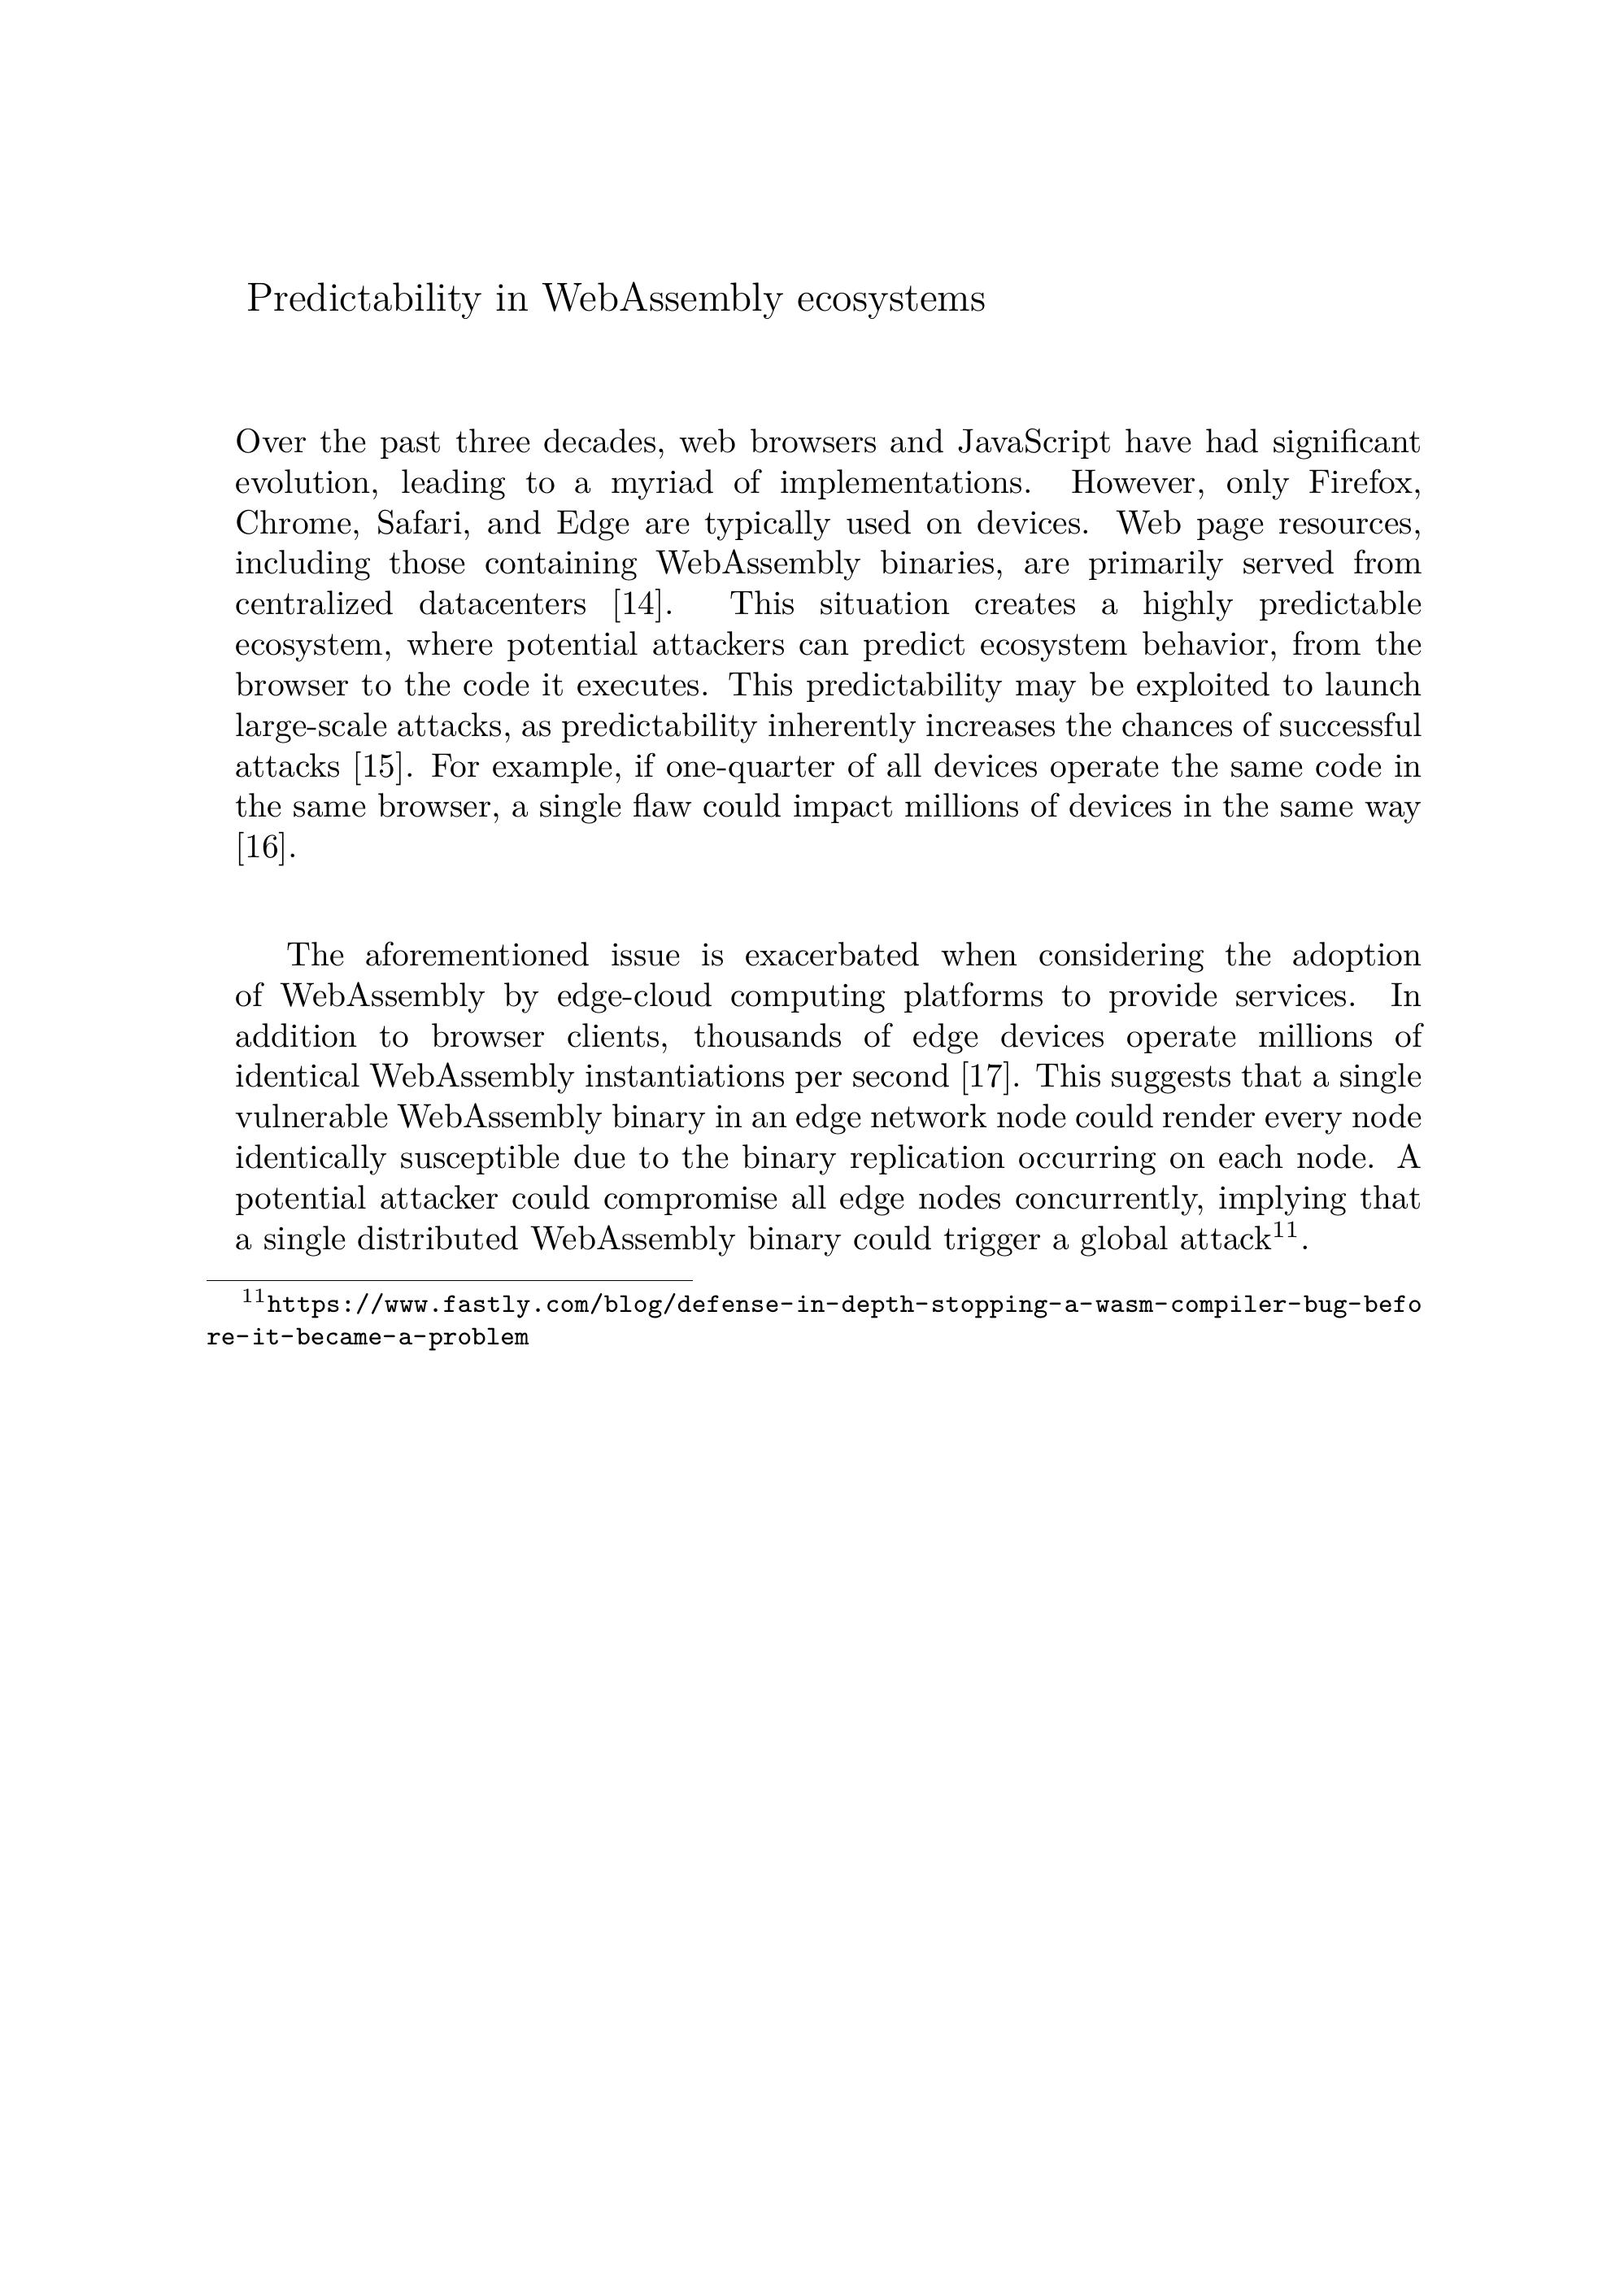 Predictability in WebAssembly ecosystems
Over the past three decades, web browsers and JavaScript have had significant
evolution, leading to a myriad of implementations. However, only Firefox,
Chrome, Safari, and Edge are typically used on devices. Web page resources,
including those containing WebAssembly binaries, are primarily served from
centralized datacenters [14]. This situation creates a highly predictable
ecosystem, where potential attackers can predict ecosystem behavior, from the
browser to the code it executes. This predictability may be exploited to launch
large-scale attacks, as predictability inherently increases the chances of successful
attacks [15]. For example, if one-quarter of all devices operate the same code in
the same browser, a single flaw could impact millions of devices in the same way
[16].
The aforementioned issue is exacerbated when considering the adoption
of WebAssembly by edge-cloud computing platforms to provide services. In
addition to browser clients, thousands of edge devices operate millions of
identical WebAssembly instantiations per second [17]. This suggests that a single
vulnerable WebAssembly binary in an edge network node could render every node
identically susceptible due to the binary replication occurring on each node. A
potential attacker could compromise all edge nodes concurrently, implying that
a single distributed WebAssembly binary could trigger a global attack11.
11https://www.fastly.com/blog/defense-in-depth-stopping-a-wasm-compiler-bug-befo
re-it-became-a-problem